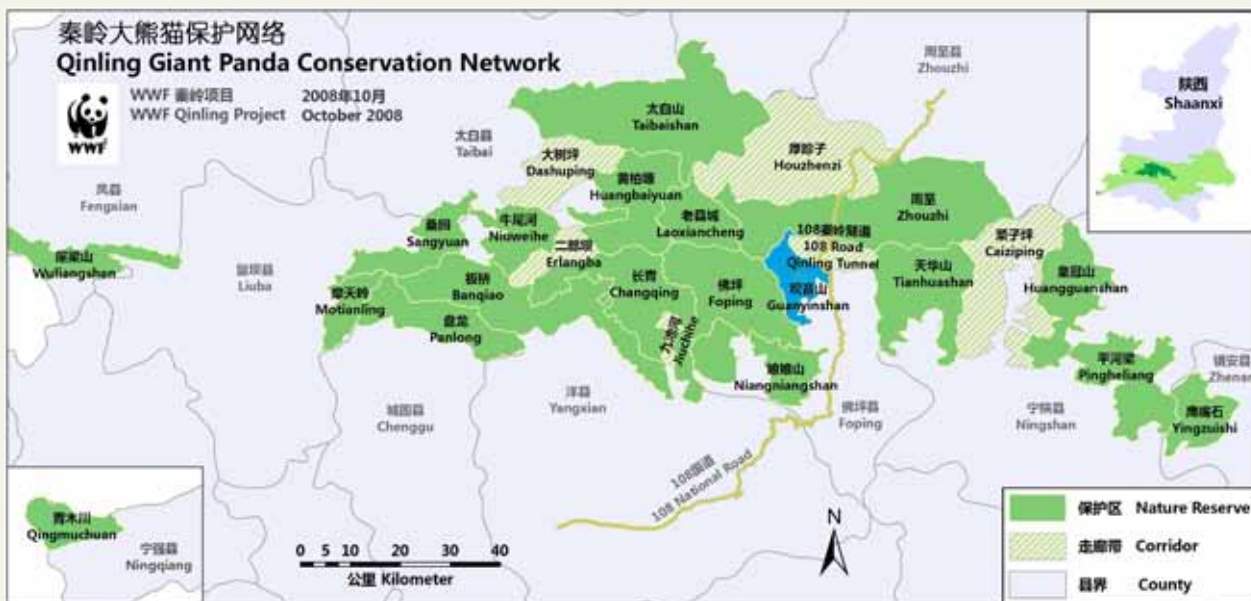 秦岭大熊猫保护网络
Qinling Giant Panda Conservation Network
WWF
WWF 秦岭项目 2008年10月
WWF Qinling Project October 2008
周至县
Zhouzhi
陕西
Shaanxi
太白县
Taibai
太白山
Taibaishan
大树坪
Dashuping
厚畛子
Houzhenzi
黄柏塬
Huangbaiyuan
凤县
Fengxian
桑园
Sangyuan
牛尾河
Niuweihe
二郎坝
Erlangba
老县城
Laoxiancheng
周至
Zhouzhi
108秦岭隧道
108 Road
Qinling Tunnel
菜子坪
Caiziping
屋梁山
Wuliangshan
留坝县
Liuba
摩天岭
Motianling
板桥
Banqiao
长青
Changqing
佛坪
Foping
观音山
Guanyinshan
天华山
Tianhuashan
皇冠山
Huangguanshan
盘龙
Panlong
九池河
Jiuchihe
娘娘山
Niangniangshan
平河梁
Pingheliang
镇安县
Zhenan
城固县
Chenggu
洋县
Yangxian
佛坪县
Foping
宁陕县
Ningshan
鹰嘴石
Yingzuishi
108国道
108 National Road
青木川
Qingmuchuan
宁强县
Ningqiang
0 5 10 20 30 40
公里 Kilometer
N
保护区 Nature Reserve
走廊带 Corridor
县界 County